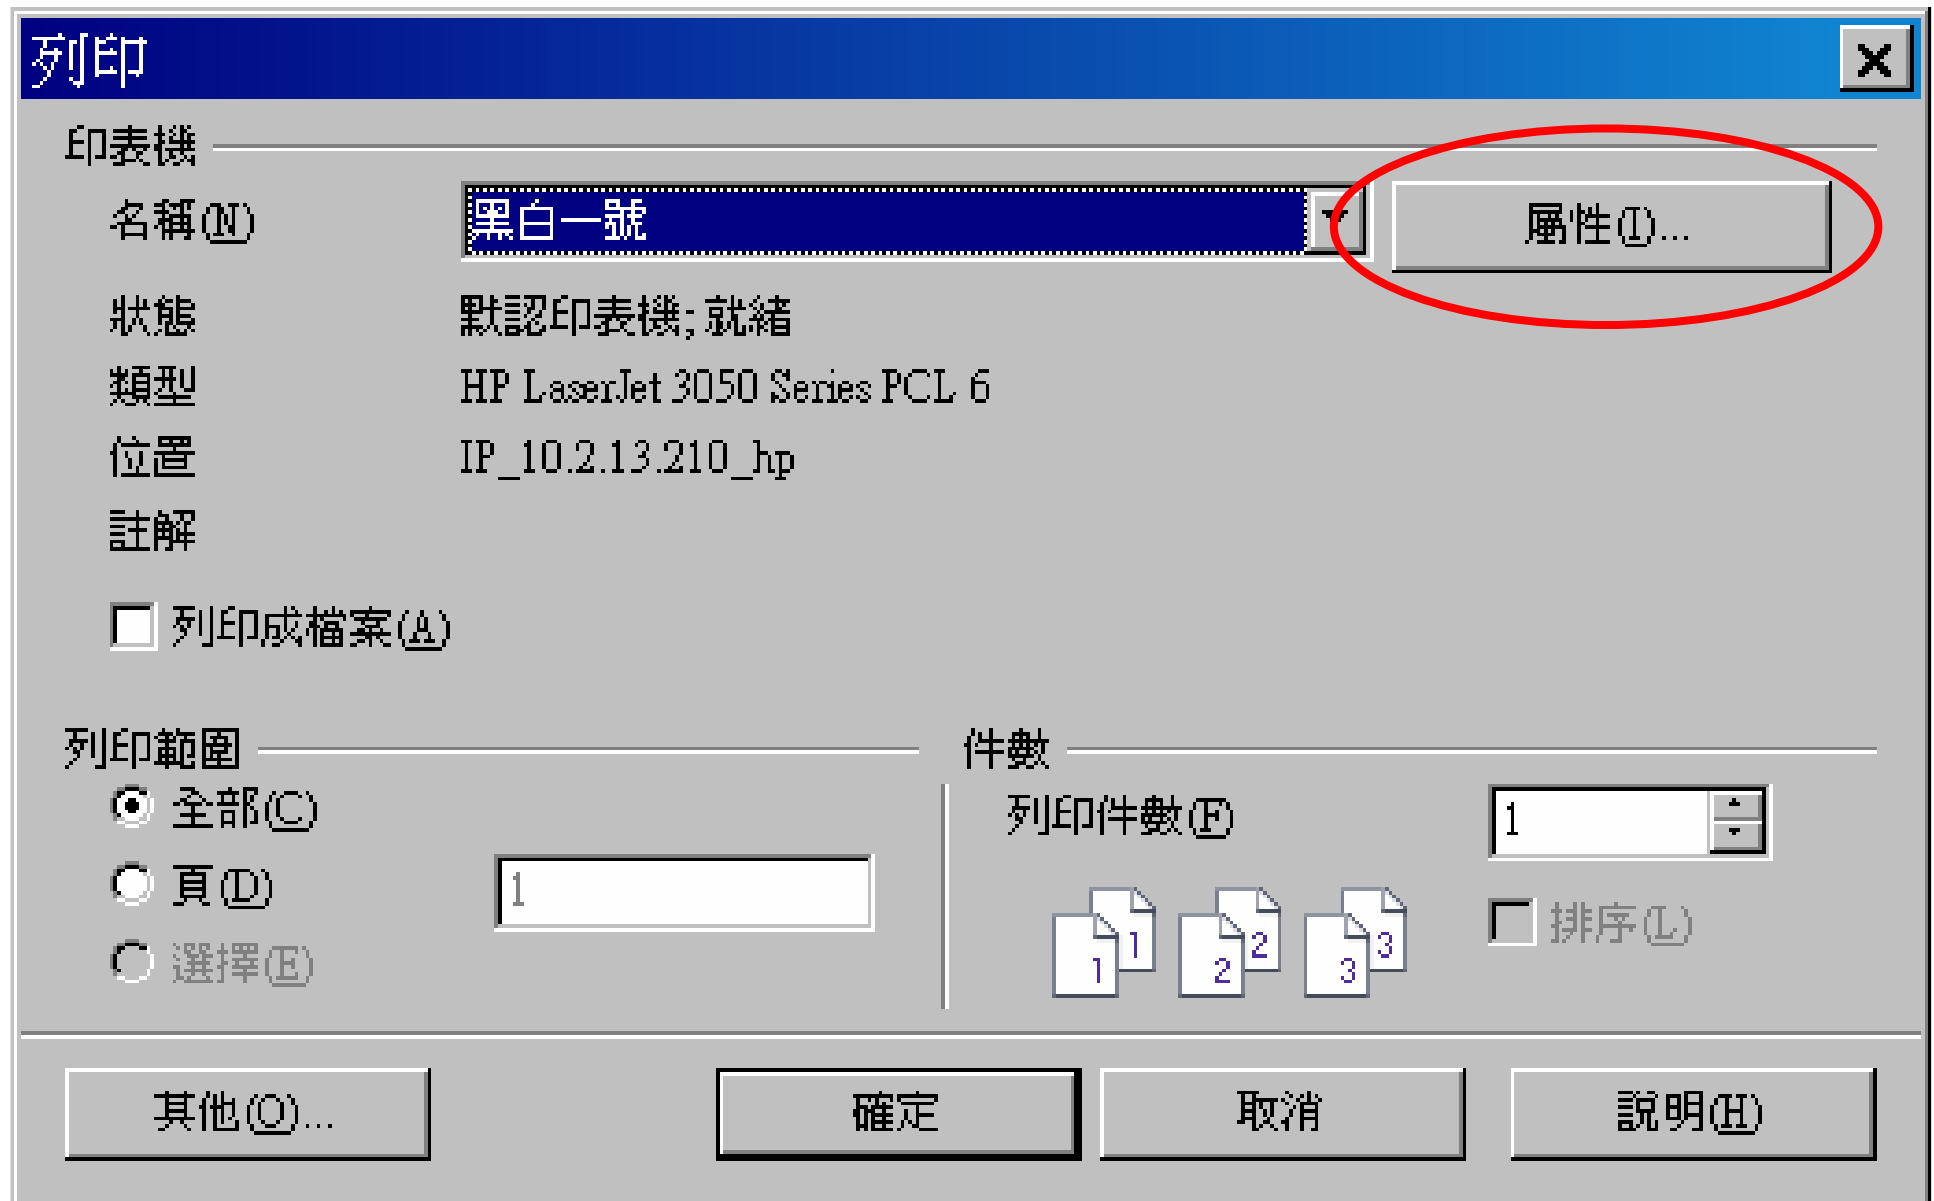 列印
印表機
名稱(N) 黑白一號 屬性(I)...
狀態 默認印表機; 就緒
類型 HP LaserJet 3050 Series PCL 6
位置 IP_10.2.13.210_hp
註解
列印成檔案(A)
列印範圍
全部(C)
頁(D) 1
選擇(E)
件數
列印件數(F) 1
1 1 2 2 3 3
排序(L)
其他(O)... 確定 取消 說明(H)